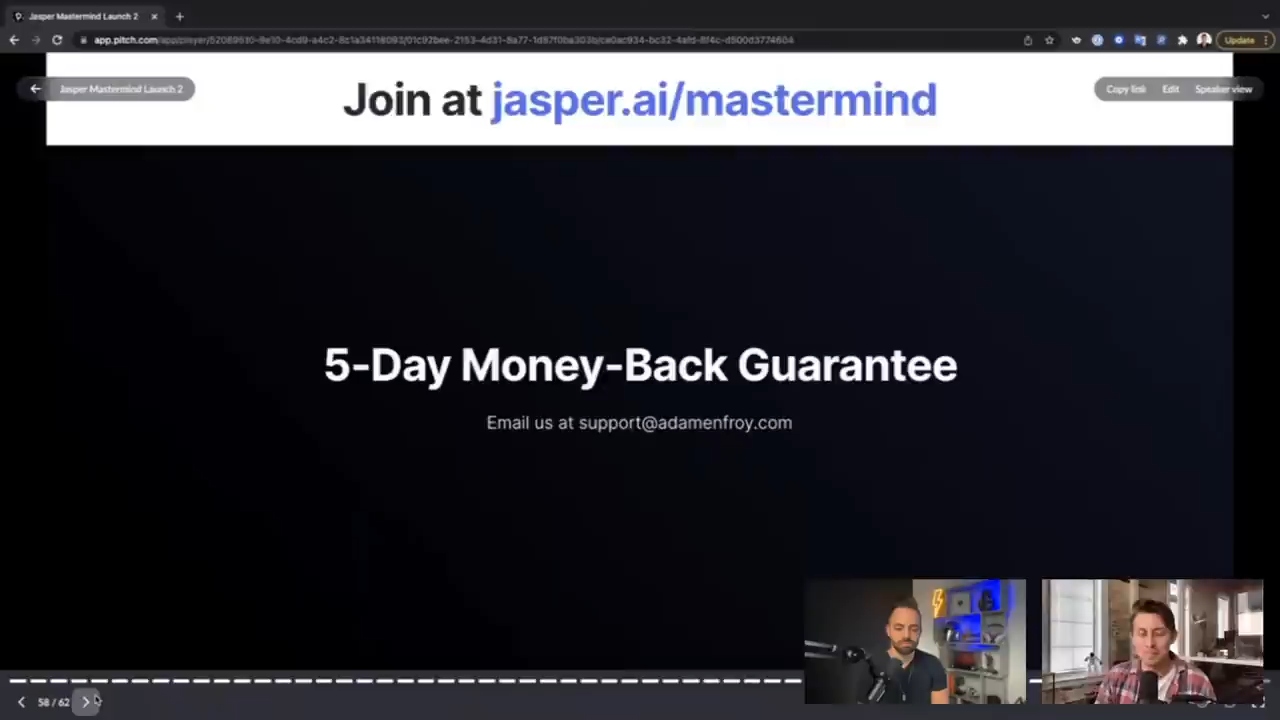 Jasper Mastermind Launch 2
Update
Jasper Mastermind Launch 2
Join at jasper.ai/mastermind
Copy link
Edit
Speaker view
5-Day Money-Back Guarantee
Email us at support@adamenfroy.com
58 / 62